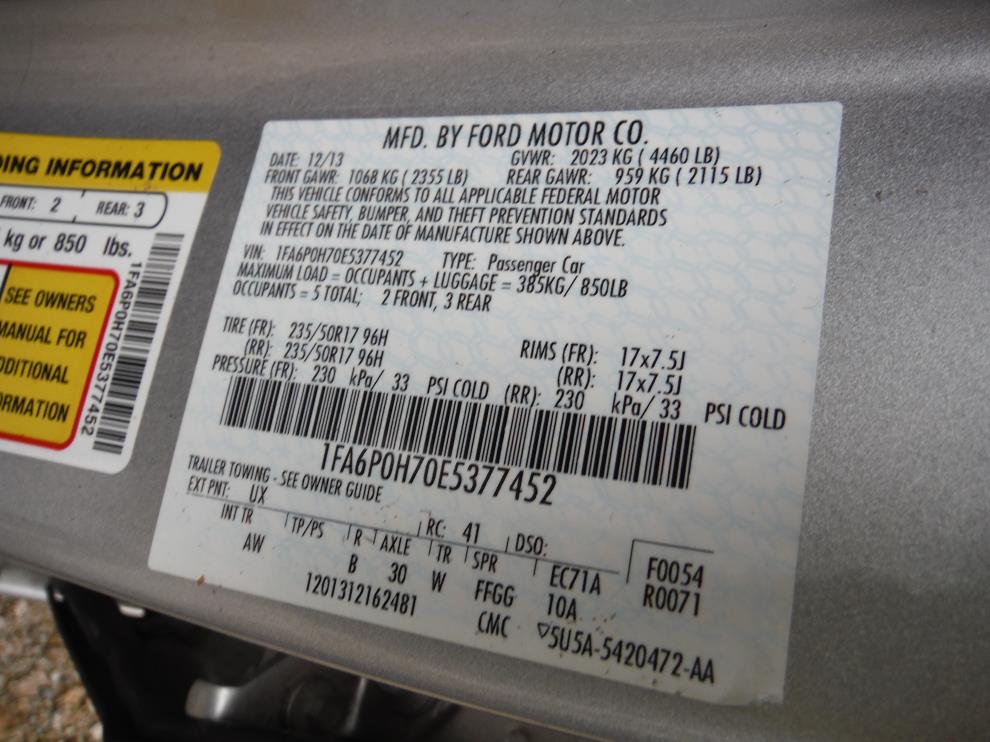 DING INFORMATION
FRONT: 2 REAR: 3
kg or 850 lbs.
SEE OWNERS
MANUAL FOR
ADDITIONAL
INFORMATION
1FA6P0H70E5377452
MFD. BY FORD MOTOR CO.
DATE: 12/13 GVWR: 2023 KG ( 4460 LB)
FRONT GAWR: 1068 KG ( 2355 LB) REAR GAWR: 959 KG ( 2115 LB)
THIS VEHICLE CONFORMS TO ALL APPLICABLE FEDERAL MOTOR
VEHICLE SAFETY, BUMPER, AND THEFT PREVENTION STANDARDS
IN EFFECT ON THE DATE OF MANUFACTURE SHOWN ABOVE.
VIN: 1FA6P0H70E5377452 TYPE: Passenger Car
MAXIMUM LOAD = OCCUPANTS + LUGGAGE = 385KG/ 850LB
OCCUPANTS = 5 TOTAL; 2 FRONT, 3 REAR
TIRE (FR): 235/50R17 96H RIMS (FR): 17x7.5J
(RR): 235/50R17 96H (RR): 17x7.5J
PRESSURE (FR): 230 kPa/ 33 PSI COLD (RR): 230 kPa/ 33 PSI COLD
1FA6P0H70E5377452
TRAILER TOWING - SEE OWNER GUIDE
EXT PNT: UX RC: 41 DSO:
INT TR TP/PS R AXLE TR SPR EC71A F0054
AW B 30 W FFGG 10A R0071
1201312162481 CMC ▽5U5A-5420472-AA